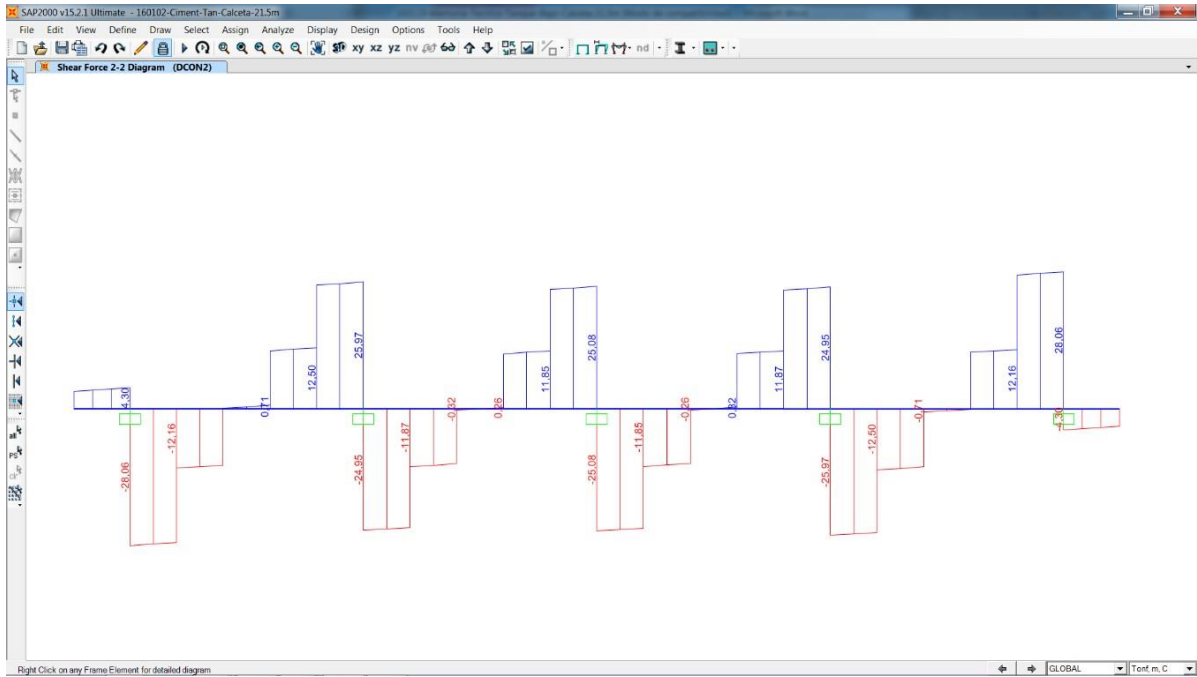 SAP2000 v15.2.1 Ultimate - 160102-Ciment-Tan-Calceta-21.5m
File Edit View Define Draw Select Assign Analyze Display Design Options Tools Help
xy xz yz nv nd
Shear Force 2-2 Diagram (DCON2)
all
PS
clr
4,30
-28,06
-12,16
0,71
12,50
25,97
-24,95
-11,87
-0,32
0,26
11,85
25,08
-25,08
-11,85
-0,26
0,32
11,87
24,95
-25,97
-12,50
-0,71
12,16
28,06
-4,30
Right Click on any Frame Element for detailed diagram
GLOBAL
Tonf, m, C